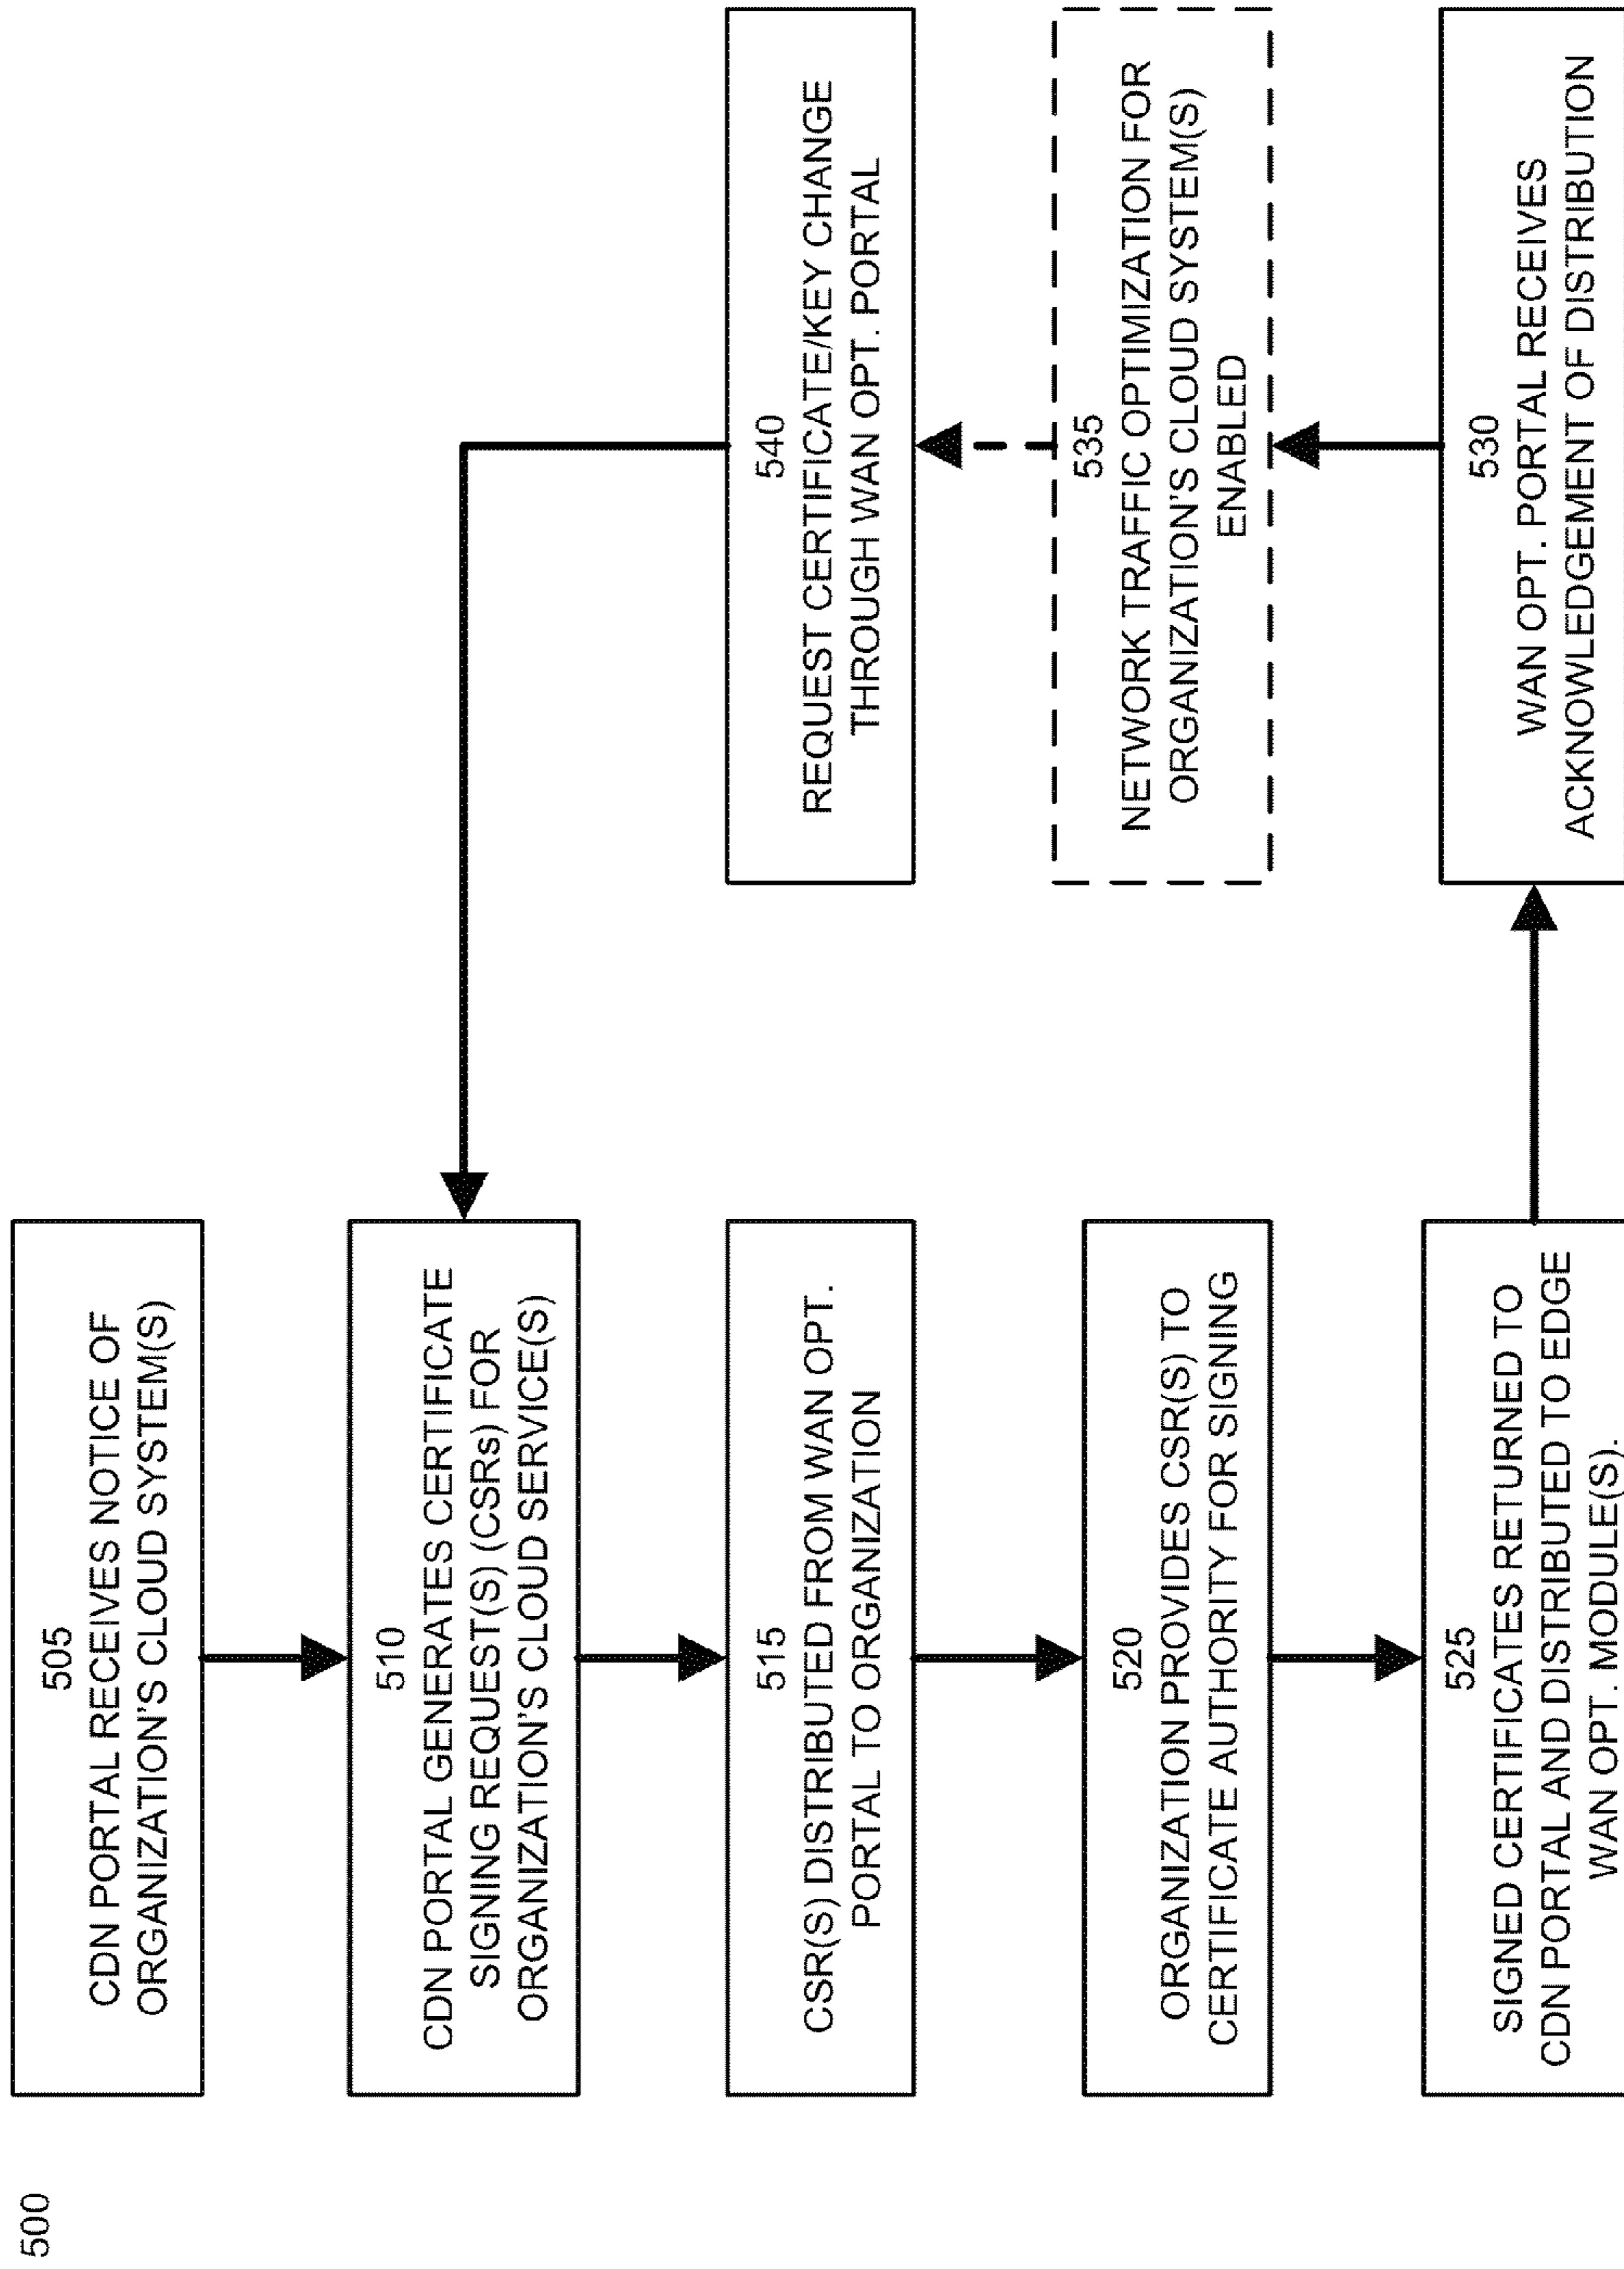 500
505
CDN PORTAL RECEIVES NOTICE OF
ORGANIZATION'S CLOUD SYSTEM(S)
510
CDN PORTAL GENERATES CERTIFICATE
SIGNING REQUEST(S) (CSRs) FOR
ORGANIZATION'S CLOUD SERVICE(S)
515
CSR(S) DISTRIBUTED FROM WAN OPT.
PORTAL TO ORGANIZATION
520
ORGANIZATION PROVIDES CSR(S) TO
CERTIFICATE AUTHORITY FOR SIGNING
525
SIGNED CERTIFICATES RETURNED TO
CDN PORTAL AND DISTRIBUTED TO EDGE
WAN OPT. MODULE(S).
530
WAN OPT. PORTAL RECEIVES
ACKNOWLEDGEMENT OF DISTRIBUTION
535
NETWORK TRAFFIC OPTIMIZATION FOR
ORGANIZATION'S CLOUD SYSTEM(S)
ENABLED
540
REQUEST CERTIFICATE/KEY CHANGE
THROUGH WAN OPT. PORTAL